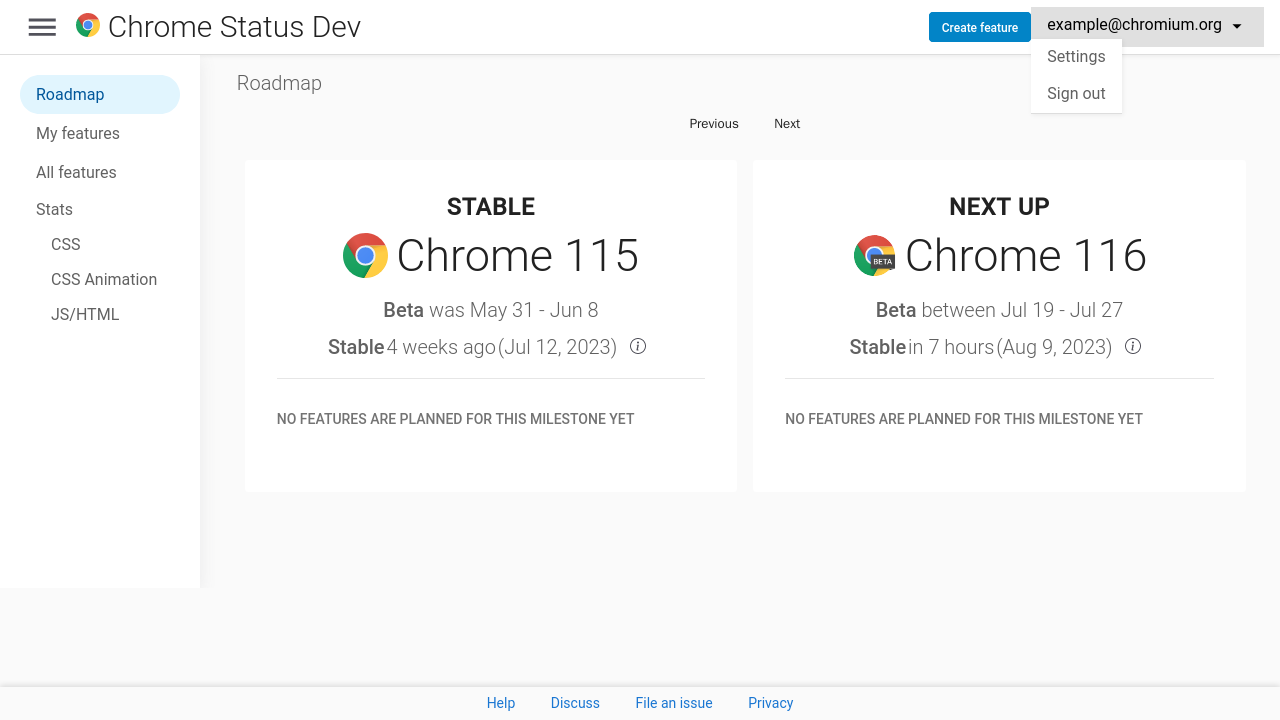 Chrome Status Dev
Create feature
example@chromium.org
Settings
Sign out
Roadmap
My features
All features
Stats
CSS
CSS Animation
JS/HTML
Roadmap
Previous Next
STABLE
Chrome 115
Beta was May 31 - Jun 8
Stable 4 weeks ago (Jul 12, 2023)
NO FEATURES ARE PLANNED FOR THIS MILESTONE YET
NEXT UP
BETA
Chrome 116
Beta between Jul 19 - Jul 27
Stable in 7 hours (Aug 9, 2023)
NO FEATURES ARE PLANNED FOR THIS MILESTONE YET
Help Discuss File an issue Privacy